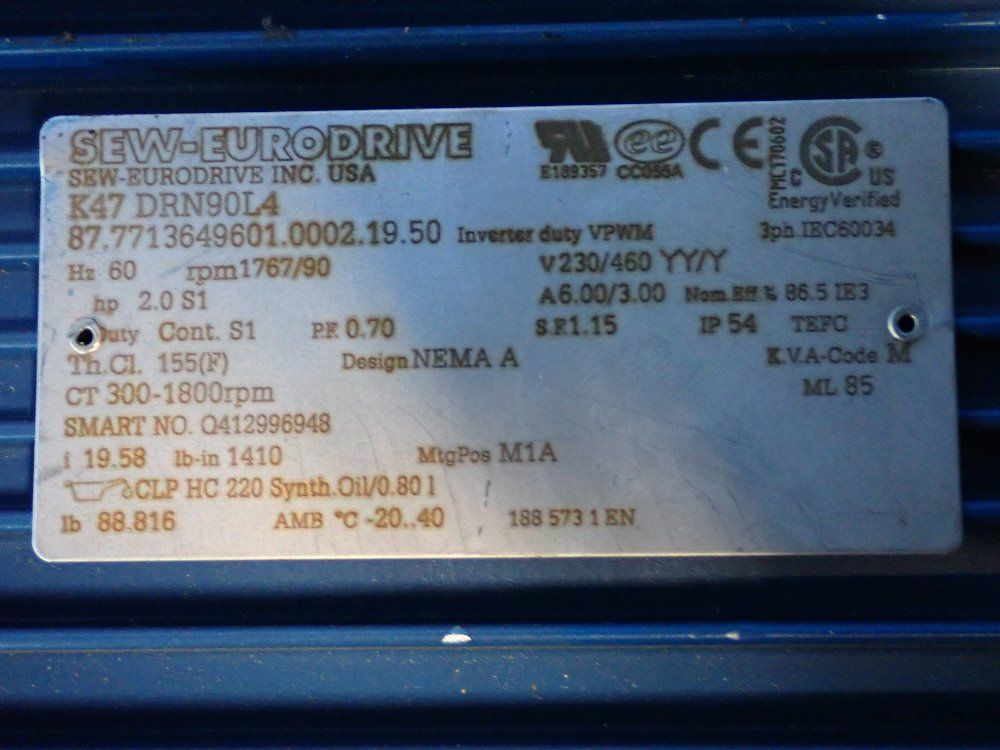 SEW-EURODRIVE
SEW-EURODRIVE INC. USA
E189357 CC056A
MC170602
C US
Energy Verified
K47 DRN90L4
87.7713649601.0002.19.50 Inverter duty VPWM 3ph IEC60034
Hz 60 rpm 1767/90 V 230/460 YY/Y
hp 2.0 S1 A 6.00/3.00 Nom.Eff % 86.5 IE3
Duty Cont. S1 P.F. 0.70 S.F. 1.15 IP 54 TEFC
Th.Cl. 155(F) Design NEMA A K.V.A-Code M
CT 300-1800rpm ML 85
SMART NO. Q412996948
i 19.58 lb-in 1410 MtgPos M1A
CLP HC 220 Synth.Oil/0.80 l
lb 88.816 AMB °C -20..40 188 573 1 EN